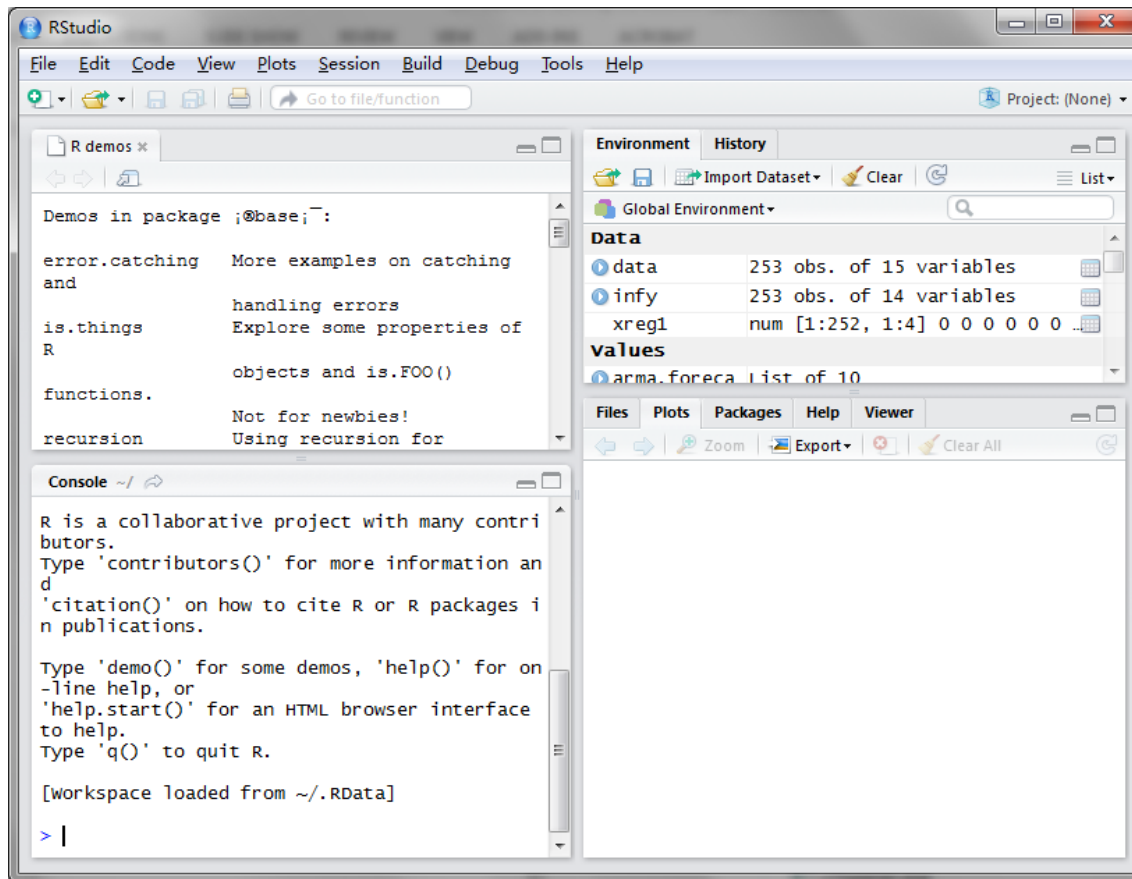 RStudio
File Edit Code View Plots Session Build Debug Tools Help
Go to file/function
Project: (None)
R demos
Demos in package ¡®base¡¯:
error.catching More examples on catching
and
handling errors
is.things Explore some properties of
R
objects and is.FOO()
functions.
Not for newbies!
recursion Using recursion for
Console ~/
R is a collaborative project with many contri
butors.
Type 'contributors()' for more information an
d
'citation()' on how to cite R or R packages i
n publications.
Type 'demo()' for some demos, 'help()' for on
-line help, or
'help.start()' for an HTML browser interface
to help.
Type 'q()' to quit R.
[Workspace loaded from ~/.RData]
>
Environment History
Import Dataset Clear List
Global Environment
Data
data 253 obs. of 15 variables
infy 253 obs. of 14 variables
xreg1 num [1:252, 1:4] 0 0 0 0 0 0 …
Values
arma.foreca List of 10
Files Plots Packages Help Viewer
Zoom Export Clear All